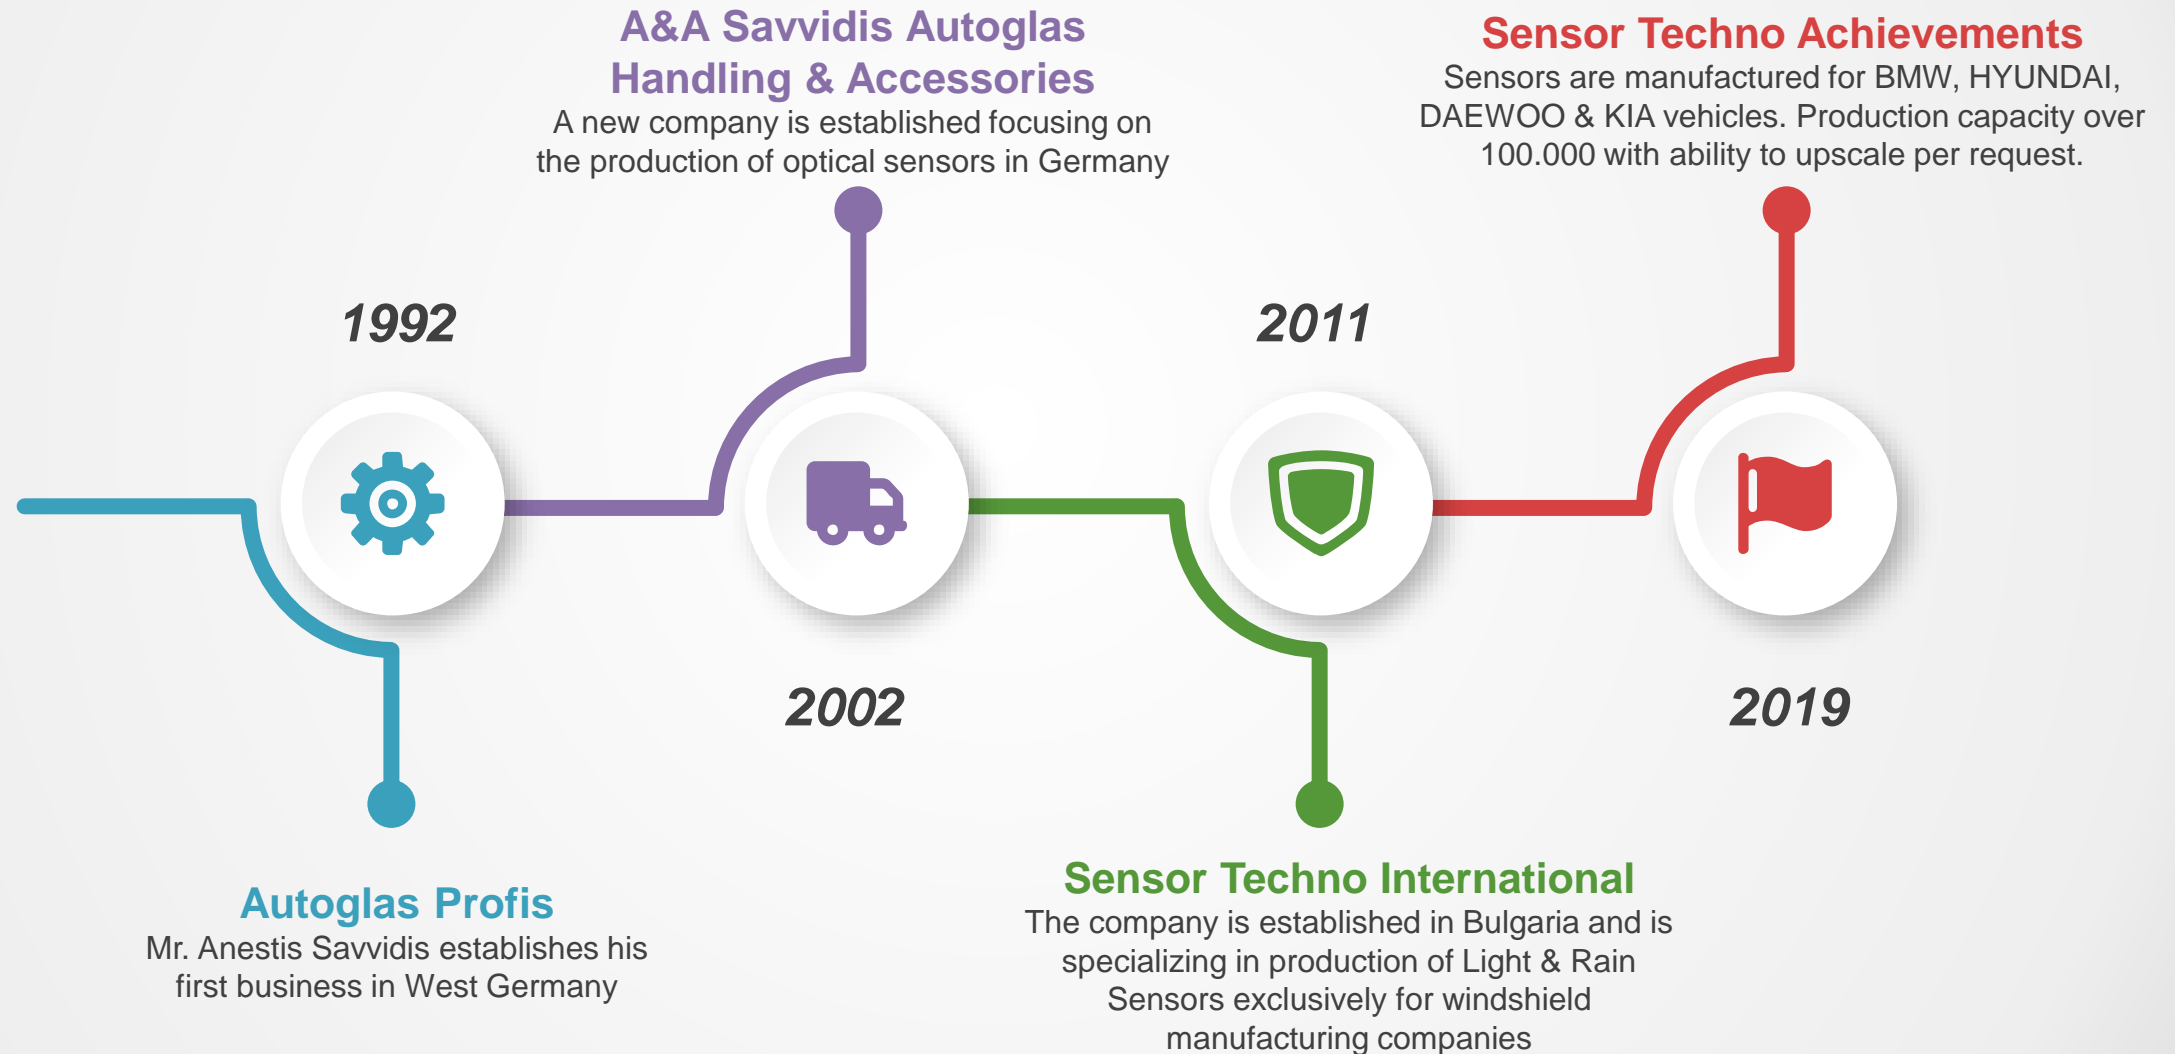 A&A Savvidis Autoglas
Handling & Accessories
A new company is established focusing on
the production of optical sensors in Germany
Sensor Techno Achievements
Sensors are manufactured for BMW, HYUNDAI,
DAEWOO & KIA vehicles. Production capacity over
100.000 with ability to upscale per request.
1992
2011
2002
2019
Autoglas Profis
Mr. Anestis Savvidis establishes his
first business in West Germany
Sensor Techno International
The company is established in Bulgaria and is
specializing in production of Light & Rain
Sensors exclusively for windshield
manufacturing companies